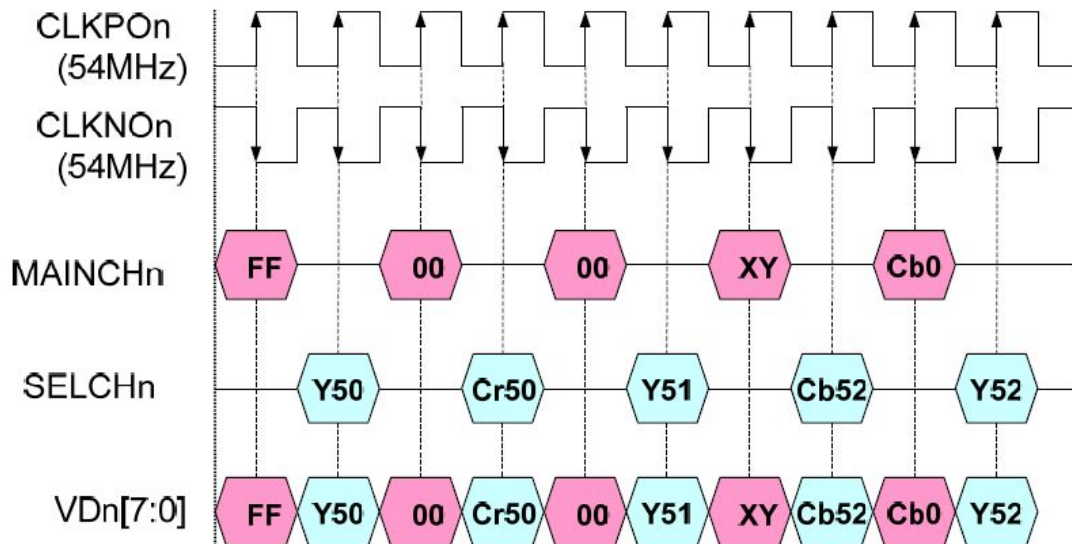 CLKPOn
(54MHz)
CLKNOn
(54MHz)
MAINCHn
FF 00 00 XY Cb0
SELCHn
Y50 Cr50 Y51 Cb52 Y52
VDn[7:0]
FF Y50 00 Cr50 00 Y51 XY Cb52 Cb0 Y52